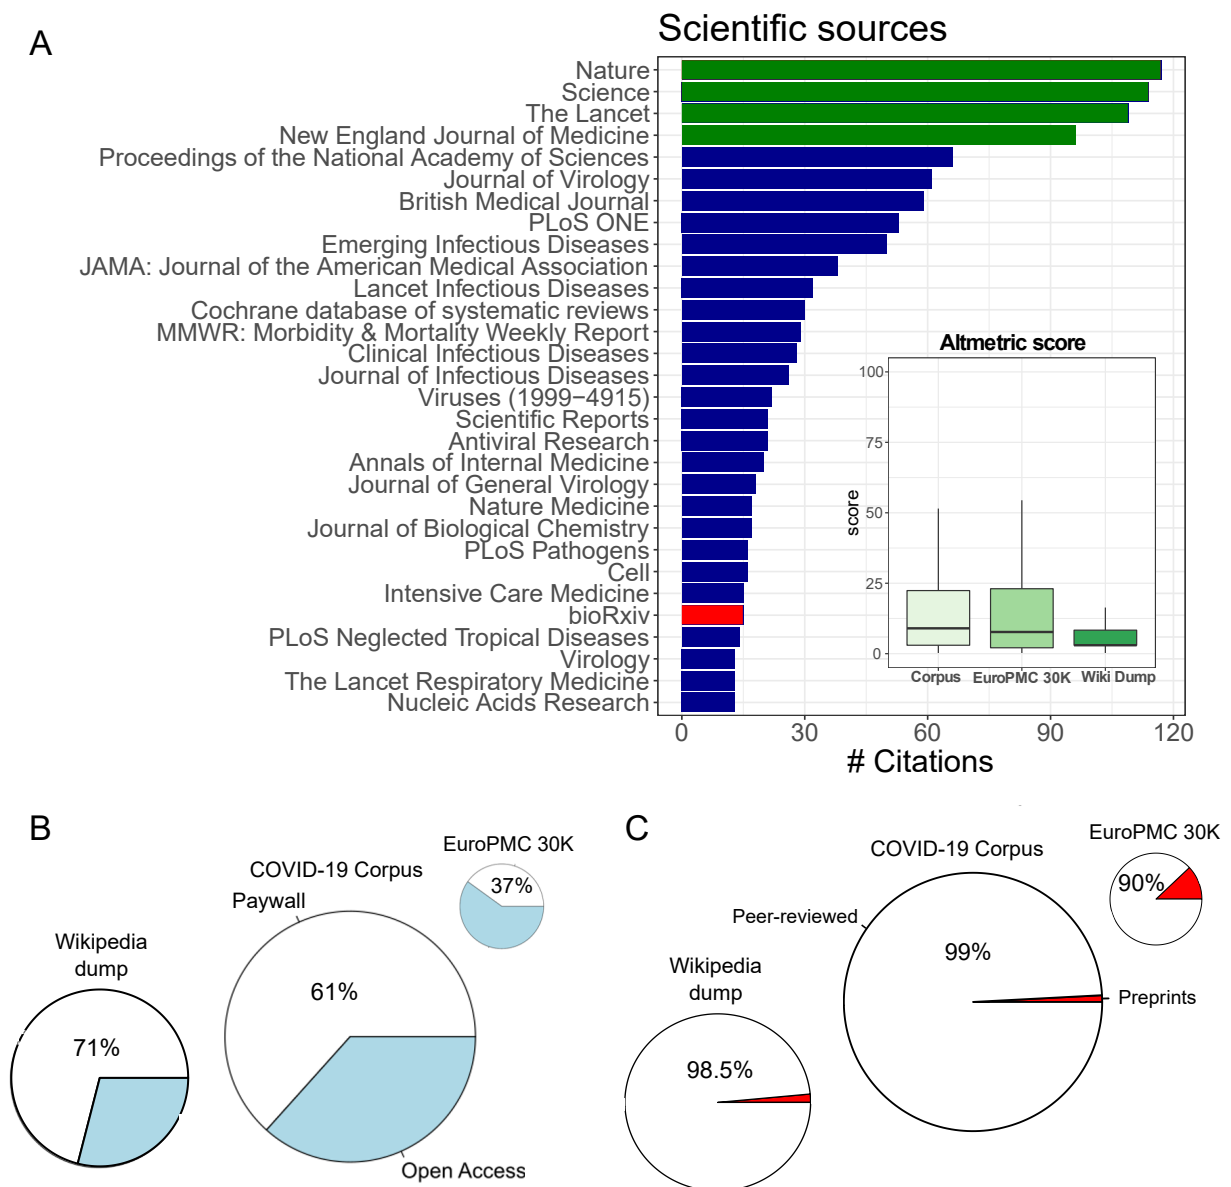 A
Scientific sources
Nature
Science
The Lancet
New England Journal of Medicine
Proceedings of the National Academy of Sciences
Journal of Virology
British Medical Journal
PLoS ONE
Emerging Infectious Diseases
JAMA: Journal of the American Medical Association
Lancet Infectious Diseases
Cochrane database of systematic reviews
MMWR: Morbidity & Mortality Weekly Report
Clinical Infectious Diseases
Journal of Infectious Diseases
Viruses (1999−4915)
Scientific Reports
Antiviral Research
Annals of Internal Medicine
Journal of General Virology
Nature Medicine
Journal of Biological Chemistry
PLoS Pathogens
Cell
Intensive Care Medicine
bioRxiv
PLoS Neglected Tropical Diseases
Virology
The Lancet Respiratory Medicine
Nucleic Acids Research
0 30 60 90 120
# Citations
Altmetric score
100
75
50
25
0
score
Corpus EuroPMC 30K Wiki Dump
B
EuroPMC 30K
37%
COVID-19 Corpus
Paywall
61%
Open Access
Wikipedia
dump
71%
C
EuroPMC 30K
90%
COVID-19 Corpus
Peer-reviewed
99%
Preprints
Wikipedia
dump
98.5%